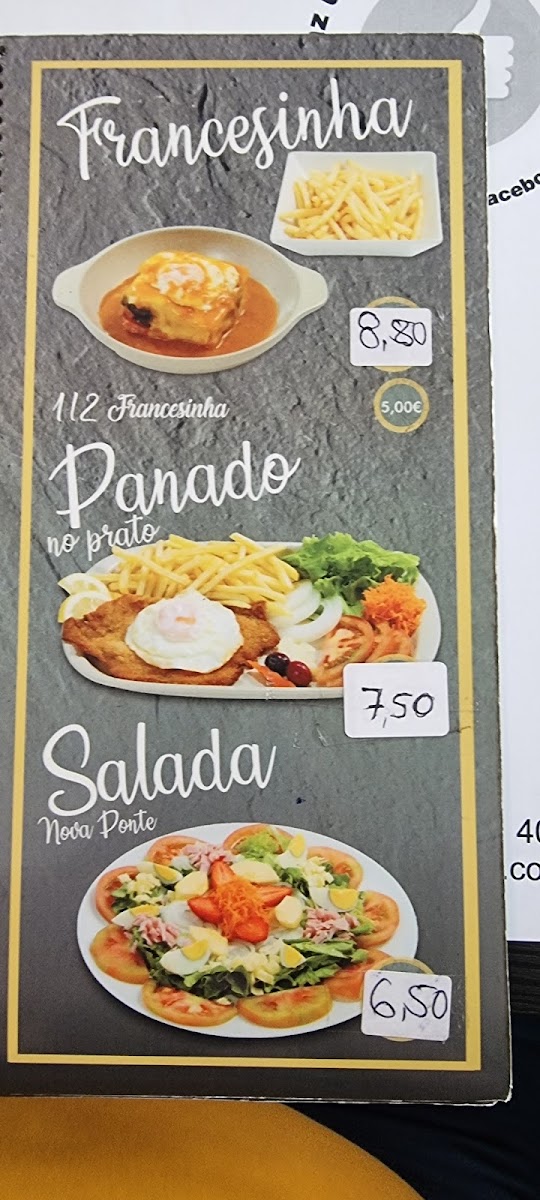 Francesinha
8,80
1/2 Francesinha
5,00€
Panado
no prato
7,50
Salada
Nova Ponte
6,50